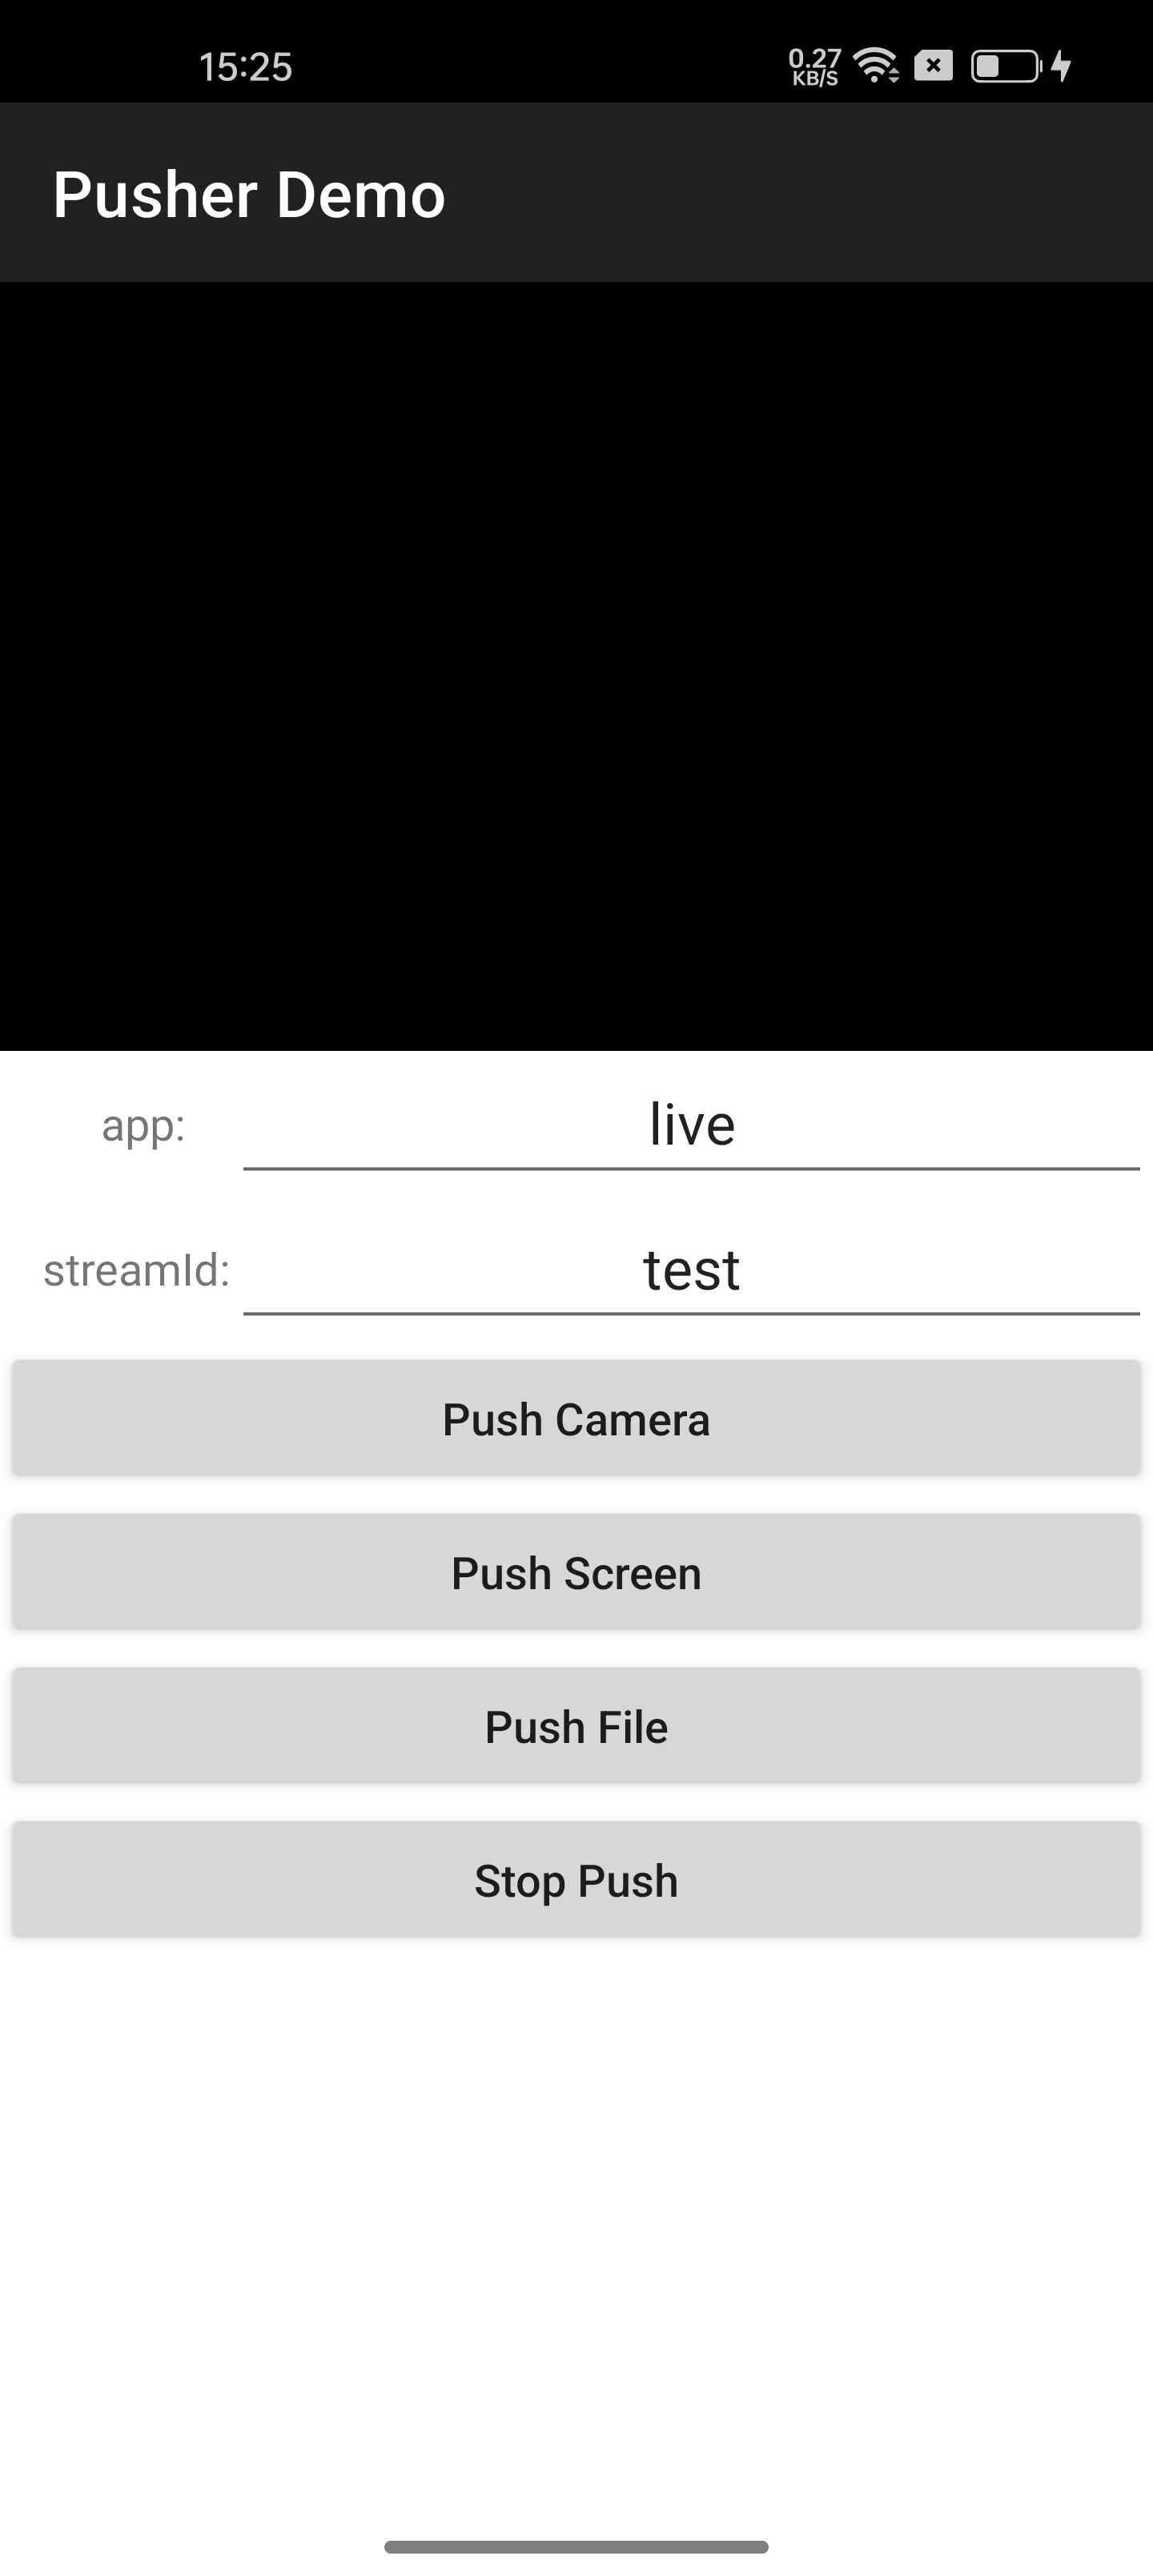 15:25
0.27
KB/S
Pusher Demo
app:
live
streamId:
test
Push Camera
Push Screen
Push File
Stop Push